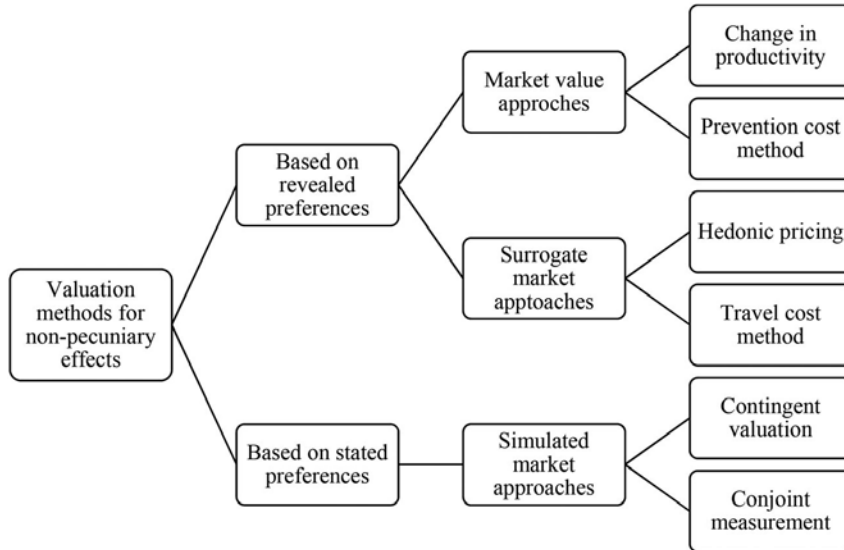 Valuation
methods for
non-pecuniary
effects
Based on
revealed
preferences
Based on stated
preferences
Market value
approches
Surrogate
market
apptoaches
Simulated
market
approaches
Change in
productivity
Prevention cost
method
Hedonic pricing
Travel cost
method
Contingent
valuation
Conjoint
measurement